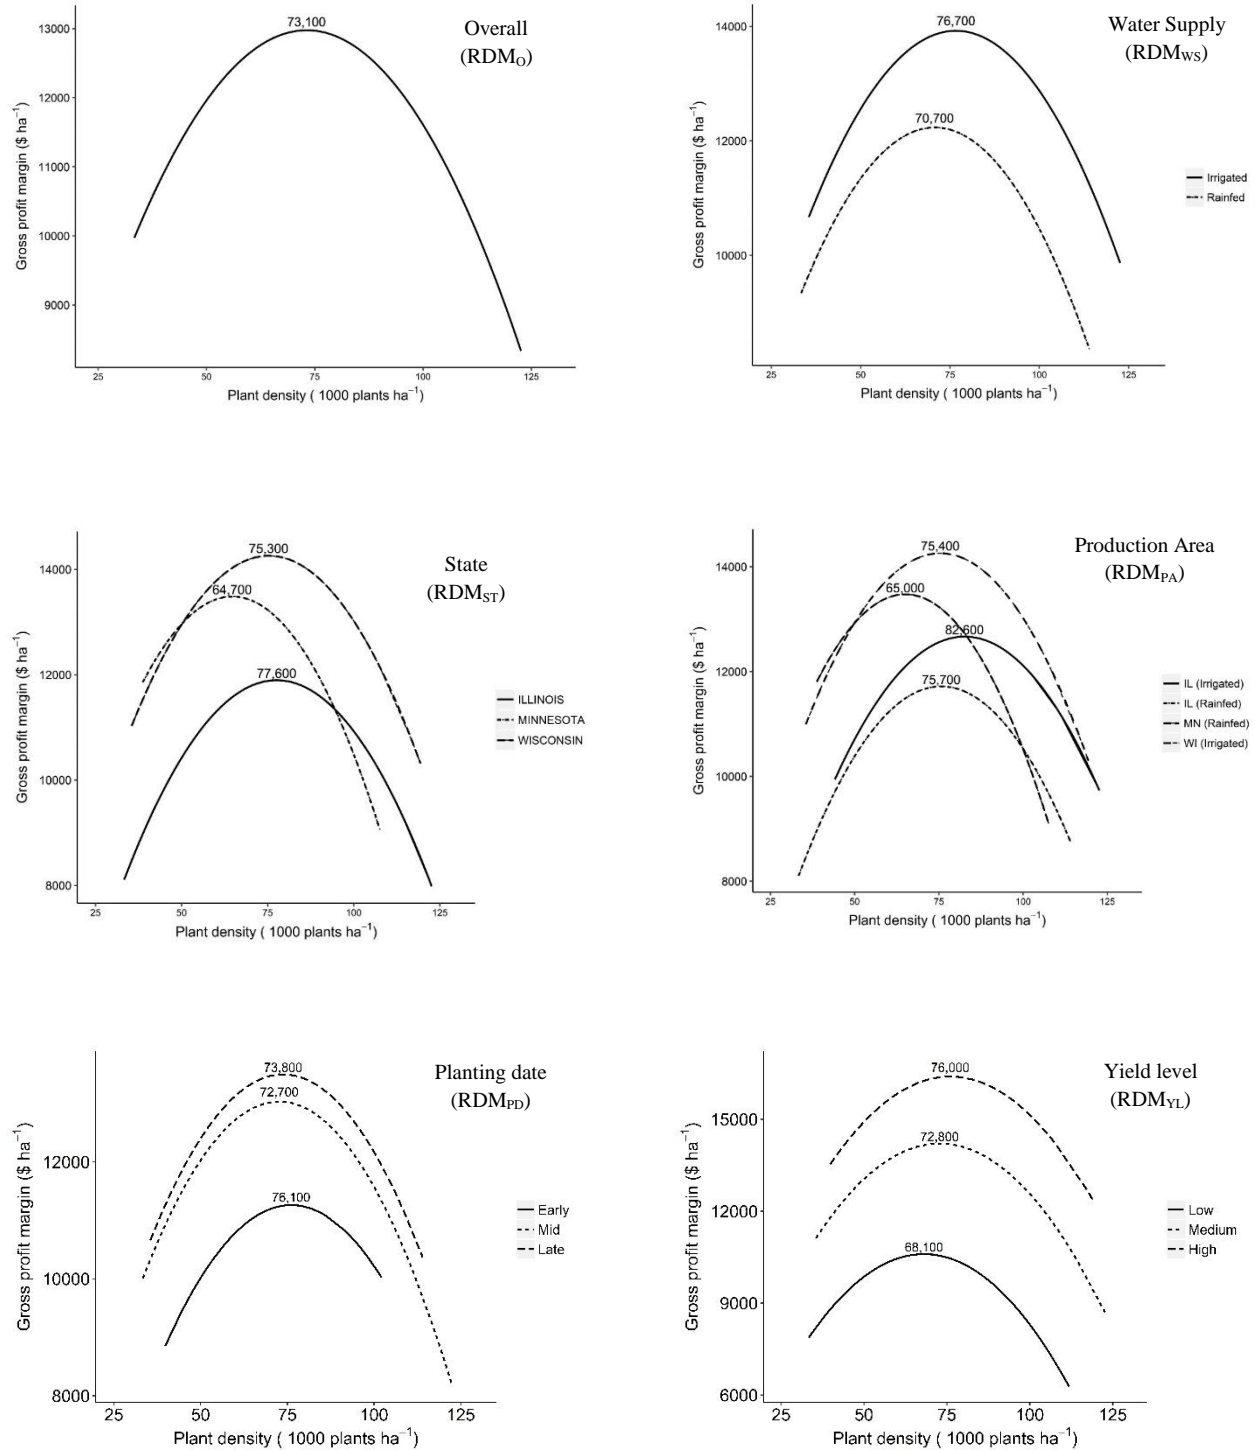 Overall
(RDMO)
73,100
13000
12000
11000
10000
9000
Gross profit margin ($ ha−1)
25 50 75 100 125
Plant density ( 1000 plants ha−1)
Water Supply
(RDMWS)
76,700
70,700
14000
12000
10000
Gross profit margin ($ ha−1)
25 50 75 100 125
Plant density ( 1000 plants ha−1)
Irrigated
Rainfed
State
(RDMST)
75,300
64,700
77,600
14000
12000
10000
8000
Gross profit margin ($ ha−1)
25 50 75 100 125
Plant density ( 1000 plants ha−1)
ILLINOIS
MINNESOTA
WISCONSIN
Production Area
(RDMPA)
75,400
65,000
82,600
75,700
14000
12000
10000
8000
Gross profit margin ($ ha−1)
25 50 75 100 125
Plant density ( 1000 plants ha−1)
IL (Irrigated)
IL (Rainfed)
MN (Rainfed)
WI (Irrigated)
Planting date
(RDMPD)
73,800
72,700
76,100
12000
10000
8000
Gross profit margin ($ ha−1)
25 50 75 100 125
Plant density ( 1000 plants ha−1)
Early
Mid
Late
Yield level
(RDMYL)
76,000
72,800
68,100
15000
12000
9000
6000
Gross profit margin ($ ha−1)
25 50 75 100 125
Plant density ( 1000 plants ha−1)
Low
Medium
High